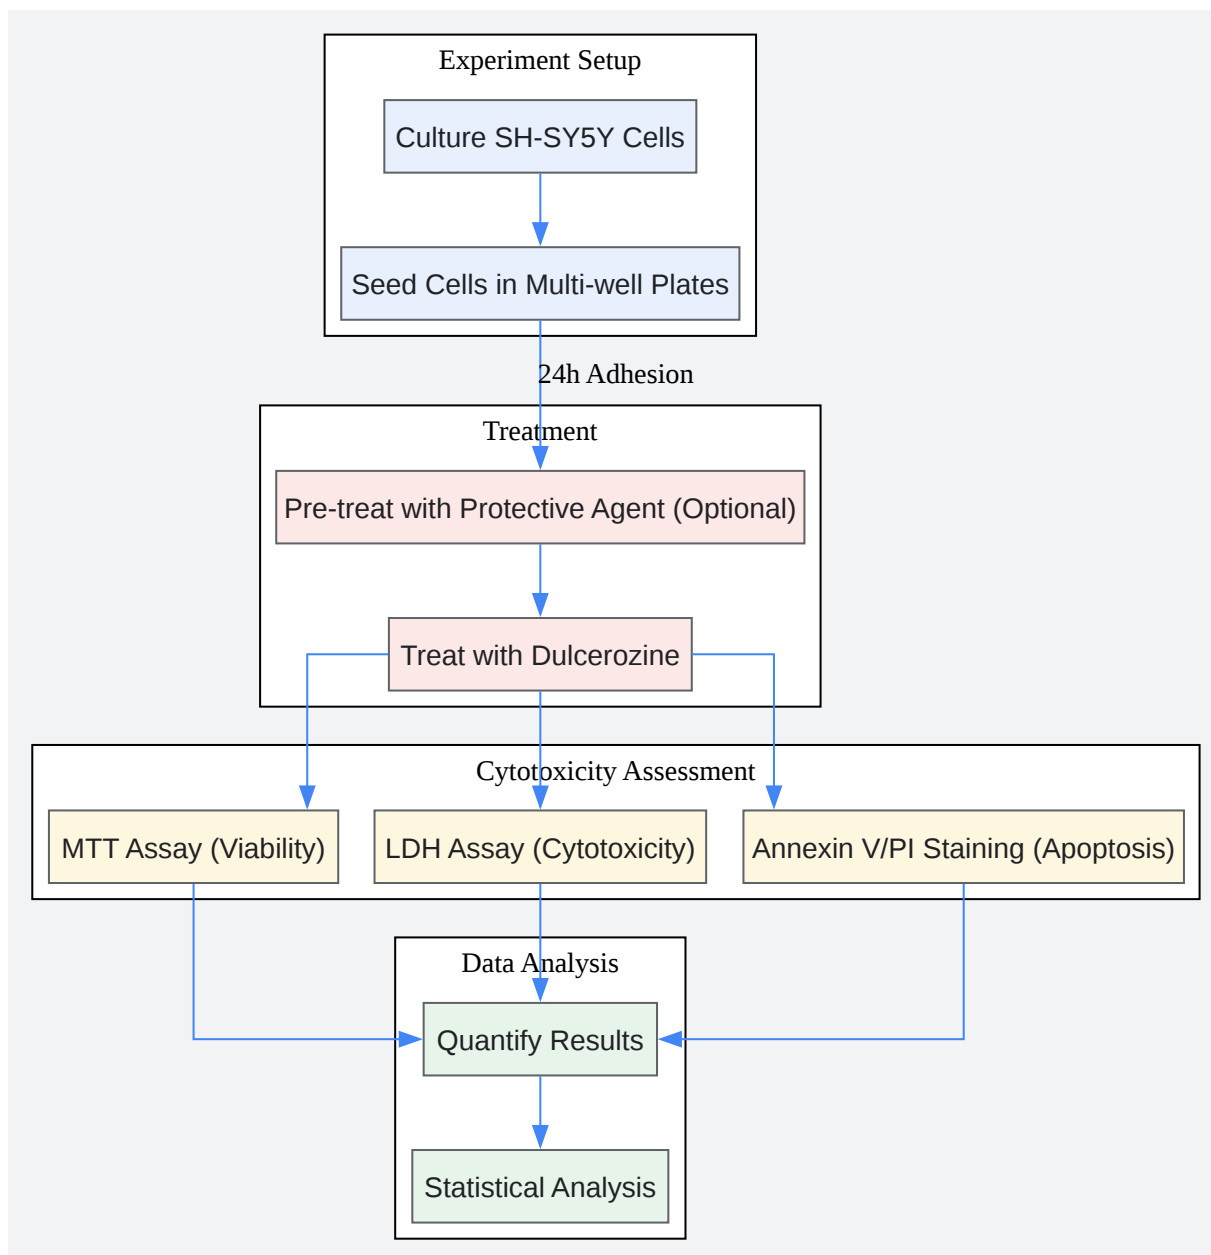 Experiment Setup
Culture SH-SY5Y Cells
Seed Cells in Multi-well Plates
24h Adhesion
Treatment
Pre-treat with Protective Agent (Optional)
Treat with Dulcerozine
Cytotoxicity Assessment
MTT Assay (Viability)
LDH Assay (Cytotoxicity)
Annexin V/PI Staining (Apoptosis)
Data Analysis
Quantify Results
Statistical Analysis